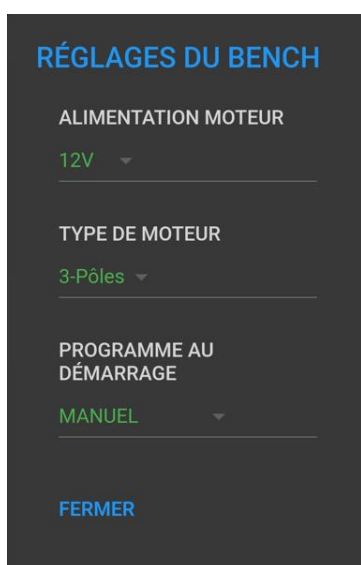 RÉGLAGES DU BENCH
ALIMENTATION MOTEUR
12V
TYPE DE MOTEUR
3-Pôles
PROGRAMME AU
DÉMARRAGE
MANUEL
FERMER